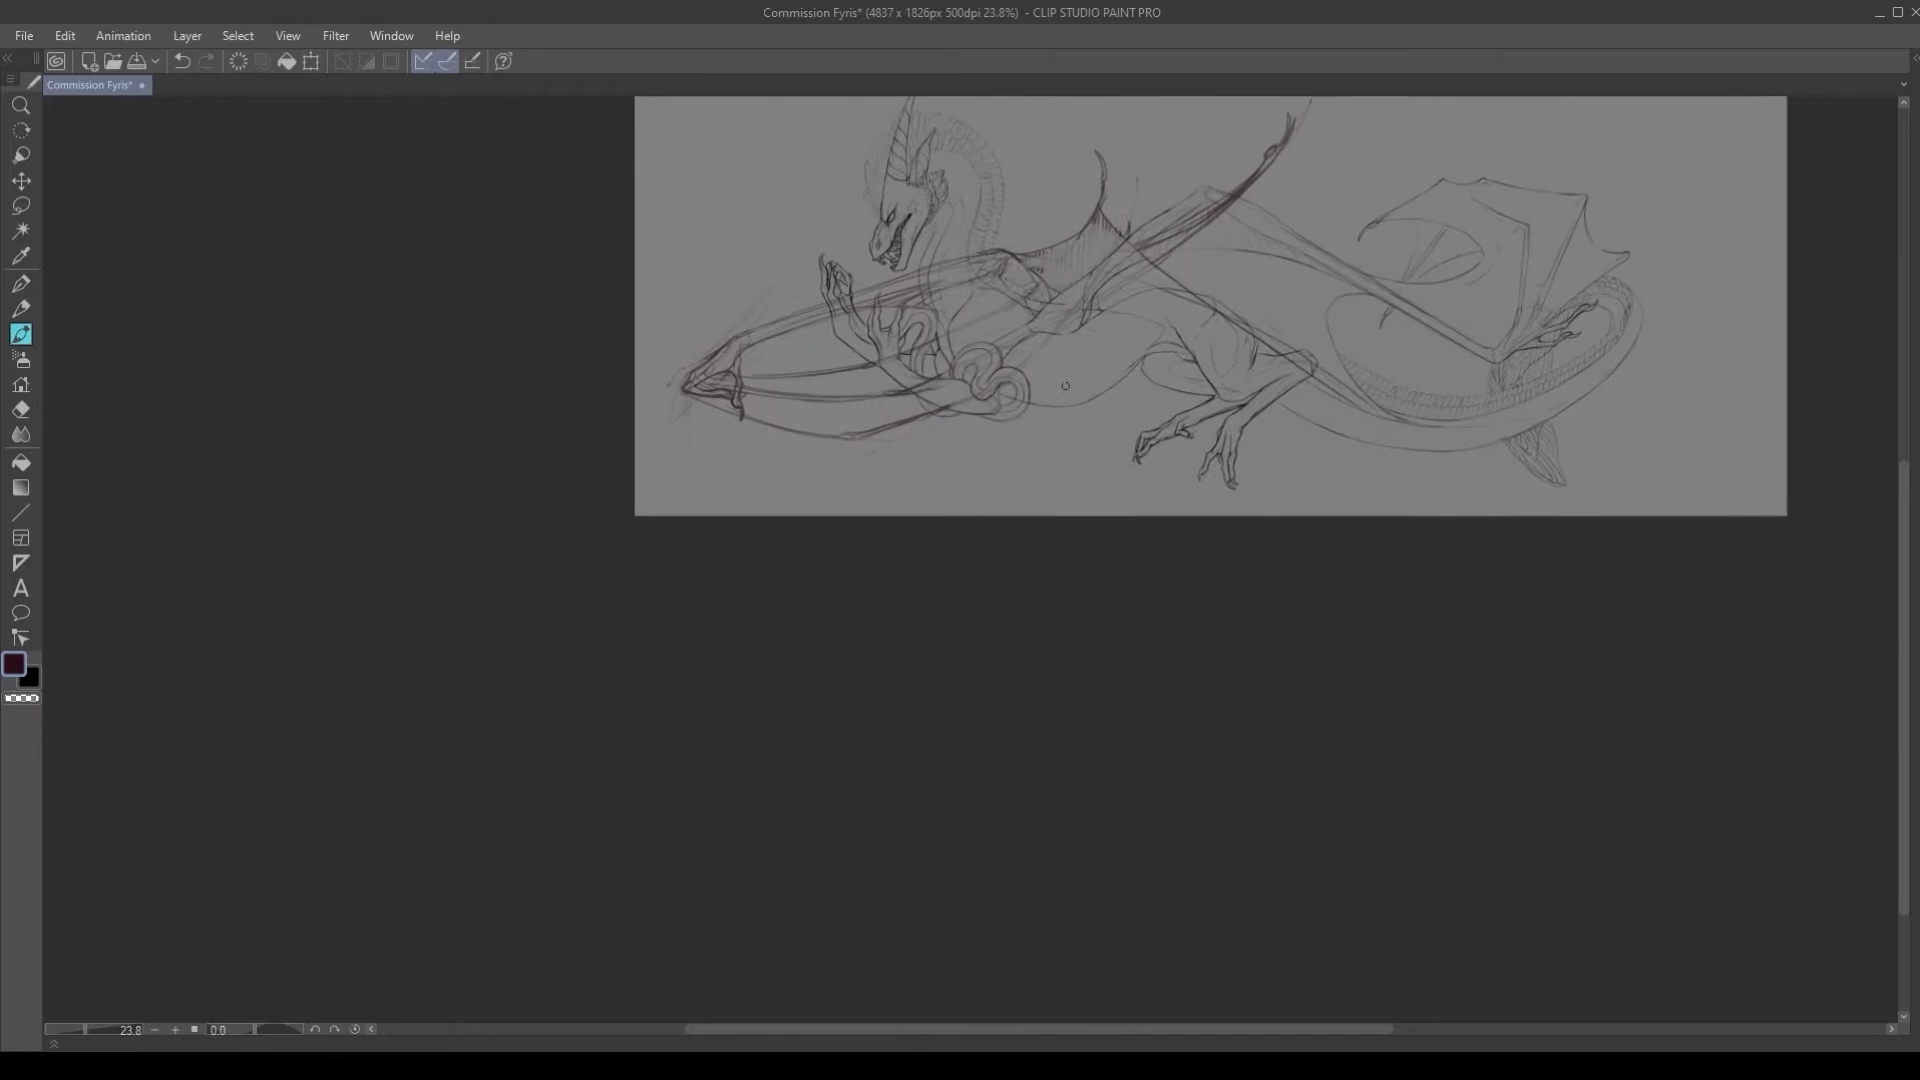 Commission Fyris* (4837 x 1826px 500dpi 23.8%) - CLIP STUDIO PAINT PRO
File Edit Animation Layer Select View Filter Window Help
Commission Fyris*
23.8 0.0